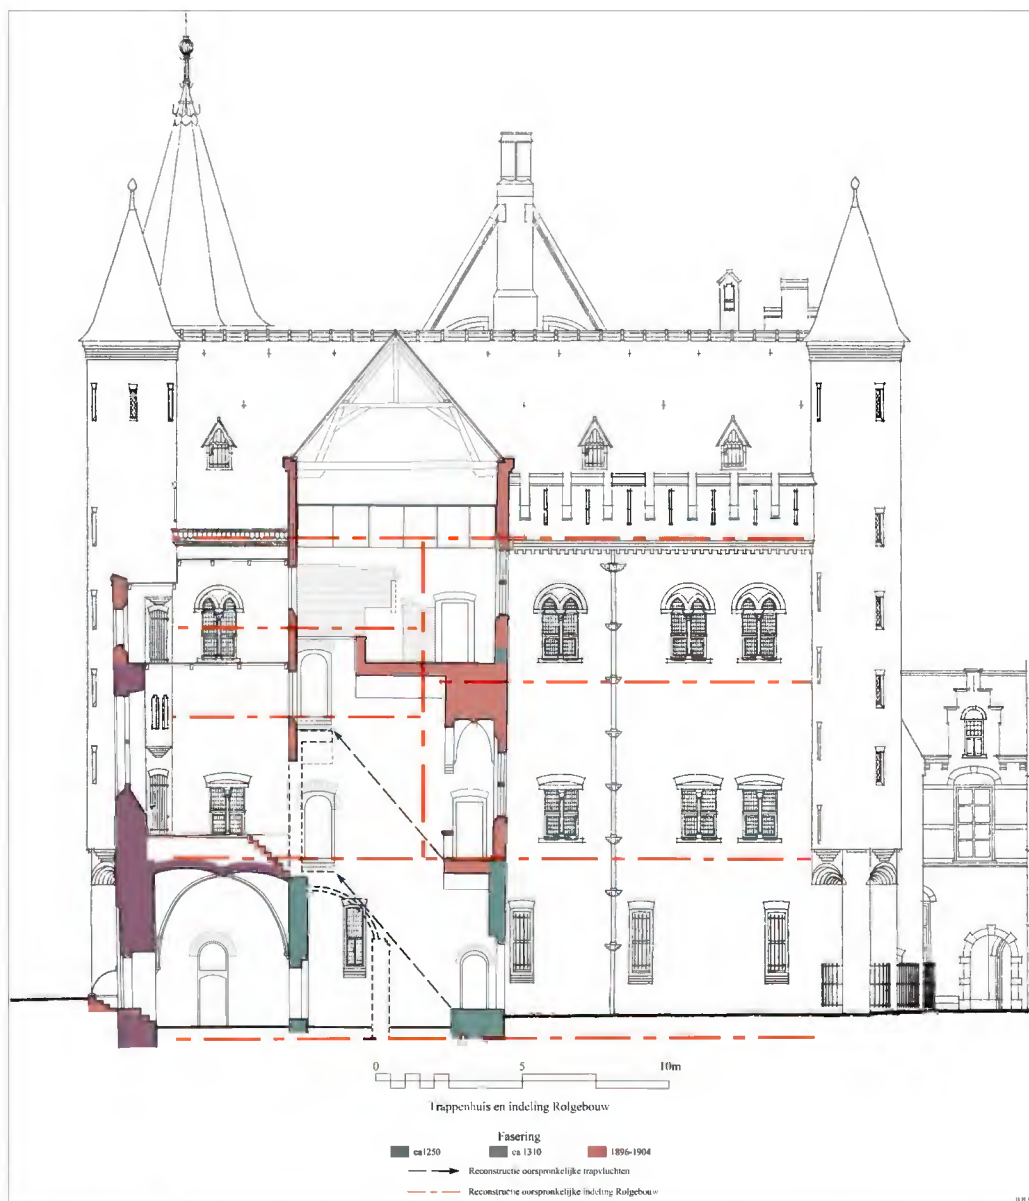 0 5 10m
Trappenhuis en indeling Rolgebouw
Fasering
ca1250 ca 1310 1896-1904
Reconstructie oorspronkelijke trapvluchten
Reconstructie oorspronkelijke indeling Rolgebouw